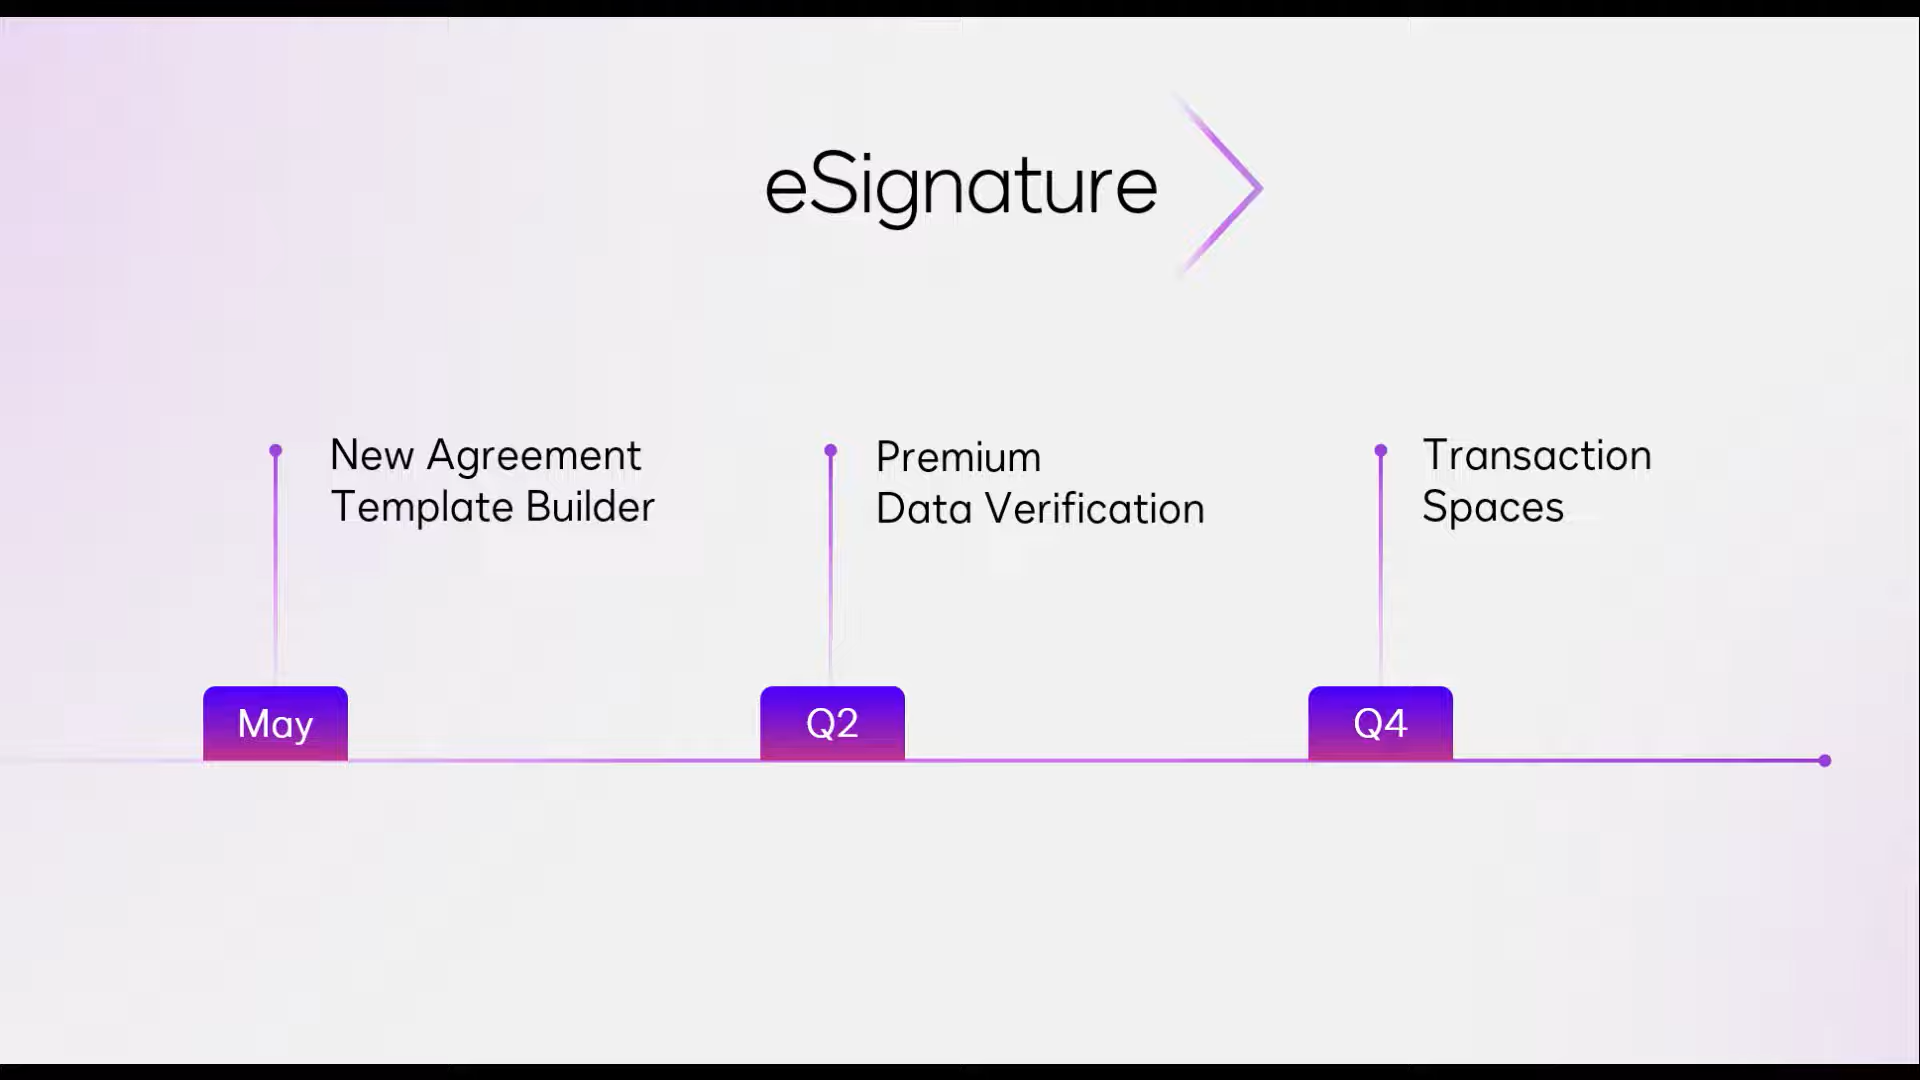 eSignature
New Agreement
Template Builder
Premium
Data Verification
Transaction
Spaces
May
Q2
Q4